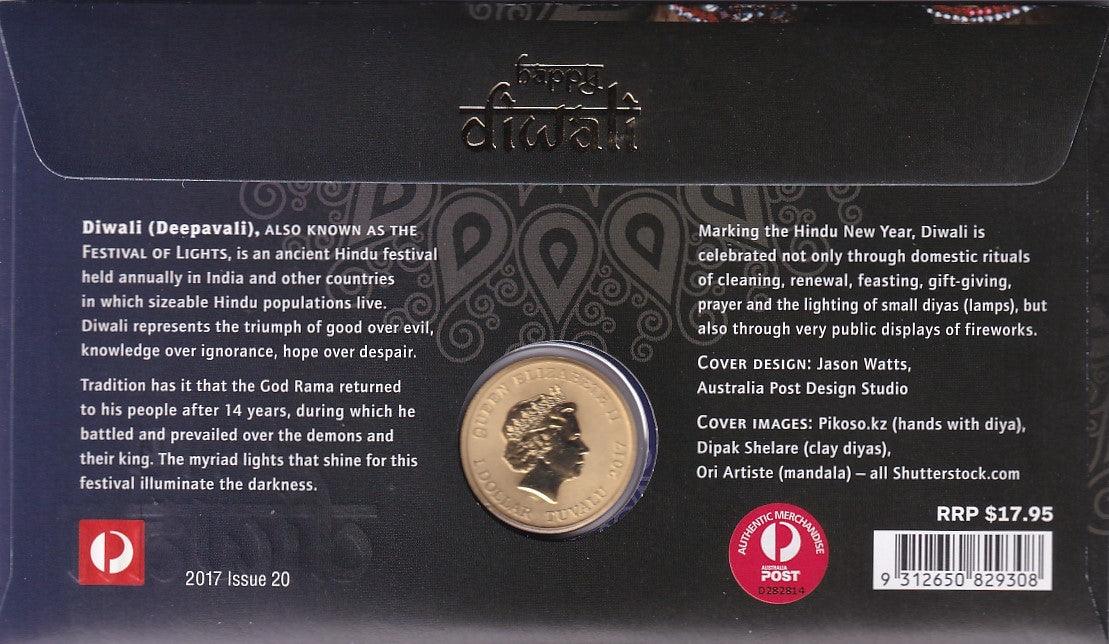 happy
diwali
Diwali (Deepavali), ALSO KNOWN AS THE
FESTIVAL OF LIGHTS, is an ancient Hindu festival
held annually in India and other countries
in which sizeable Hindu populations live.
Diwali represents the triumph of good over evil,
knowledge over ignorance, hope over despair.
Tradition has it that the God Rama returned
to his people after 14 years, during which he
battled and prevailed over the demons and
their king. The myriad lights that shine for this
festival illuminate the darkness.
2017 Issue 20
QUEEN ELIZABETH II
2017
1 DOLLAR TUVALU
Marking the Hindu New Year, Diwali is
celebrated not only through domestic rituals
of cleaning, renewal, feasting, gift-giving,
prayer and the lighting of small diyas (lamps), but
also through very public displays of fireworks.
COVER DESIGN: Jason Watts,
Australia Post Design Studio
COVER IMAGES: Pikoso.kz (hands with diya),
Dipak Shelare (clay diyas),
Ori Artiste (mandala) – all Shutterstock.com
AUTHENTIC MERCHANDISE
AUSTRALIA
POST
D282814
RRP $17.95
9 312650 829308